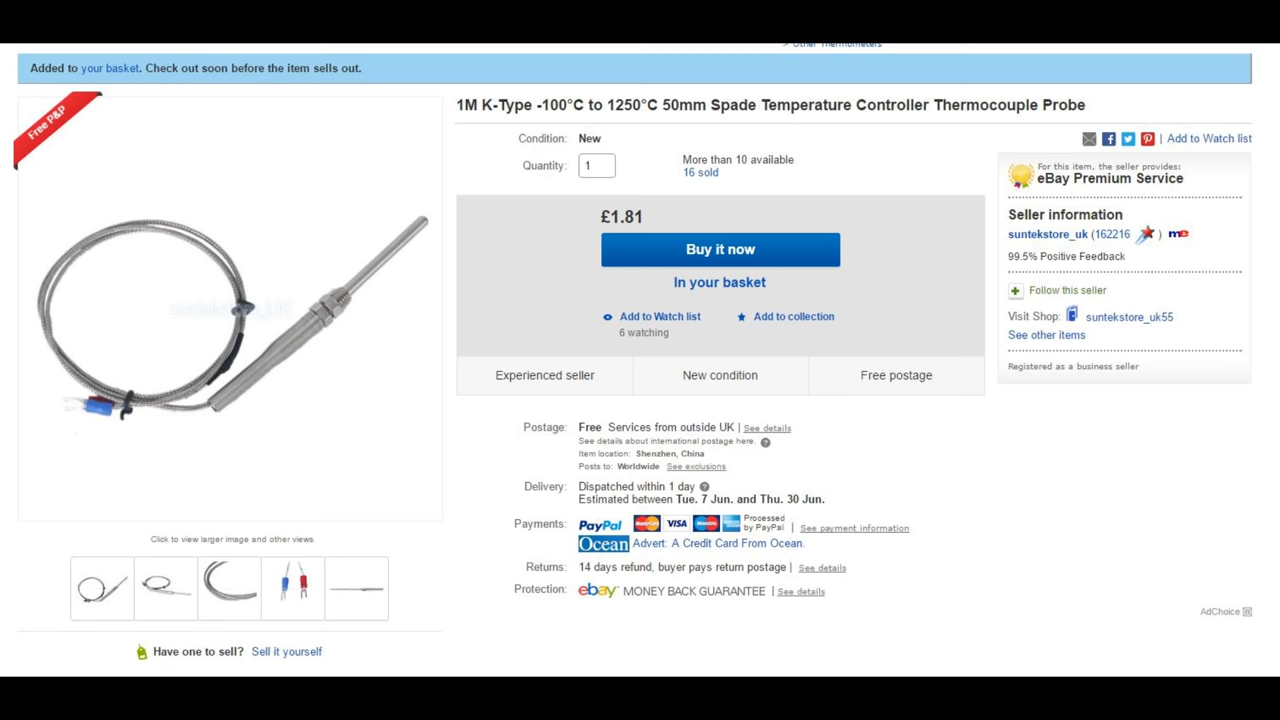 > Other Thermometers
Added to your basket. Check out soon before the item sells out.
Free P&P
1M K-Type -100°C to 1250°C 50mm Spade Temperature Controller Thermocouple Probe
Condition: New
Quantity: 1
More than 10 available
16 sold
| Add to Watch list
£1.81
Buy it now
In your basket
Add to Watch list
Add to collection
6 watching
Experienced seller
New condition
Free postage
For this item, the seller provides:
eBay Premium Service
Seller information
suntekstore_uk (162216 ) me
99.5% Positive Feedback
Follow this seller
Visit Shop: suntekstore_uk55
See other items
Registered as a business seller
suntekstore_UK
Postage: Free Services from outside UK | See details
See details about international postage here. ?
Item location: Shenzhen, China
Posts to: Worldwide See exclusions
Delivery: Dispatched within 1 day ?
Estimated between Tue. 7 Jun. and Thu. 30 Jun.
Payments: PayPal MasterCard VISA Maestro Processed by PayPal | See payment information
Ocean Advert: A Credit Card From Ocean.
Returns: 14 days refund, buyer pays return postage | See details
Protection: ebay MONEY BACK GUARANTEE | See details
AdChoice
Click to view larger image and other views
Have one to sell? Sell it yourself